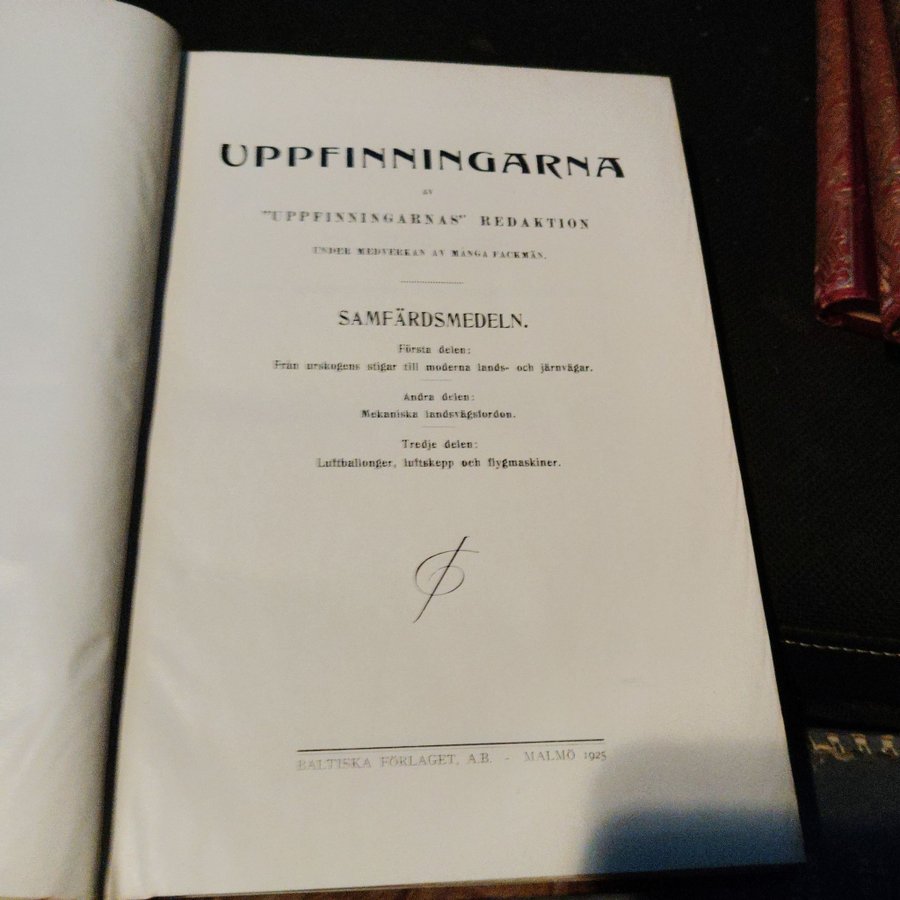 UPPFINNINGARNA
AV
"UPPFINNINGARNAS" REDAKTION
UNDER MEDVERKAN AV MÅNGA FACKMÄN.
SAMFÄRDSMEDELN.
Första delen:
Från urskogens stigar till moderna lands- och järnvägar.
Andra delen:
Mekaniska landsvägsfordon.
Tredje delen:
Luftballonger, luftskepp och flygmaskiner.
BALTISKA FÖRLAGET, A.B. - MALMÖ 1925